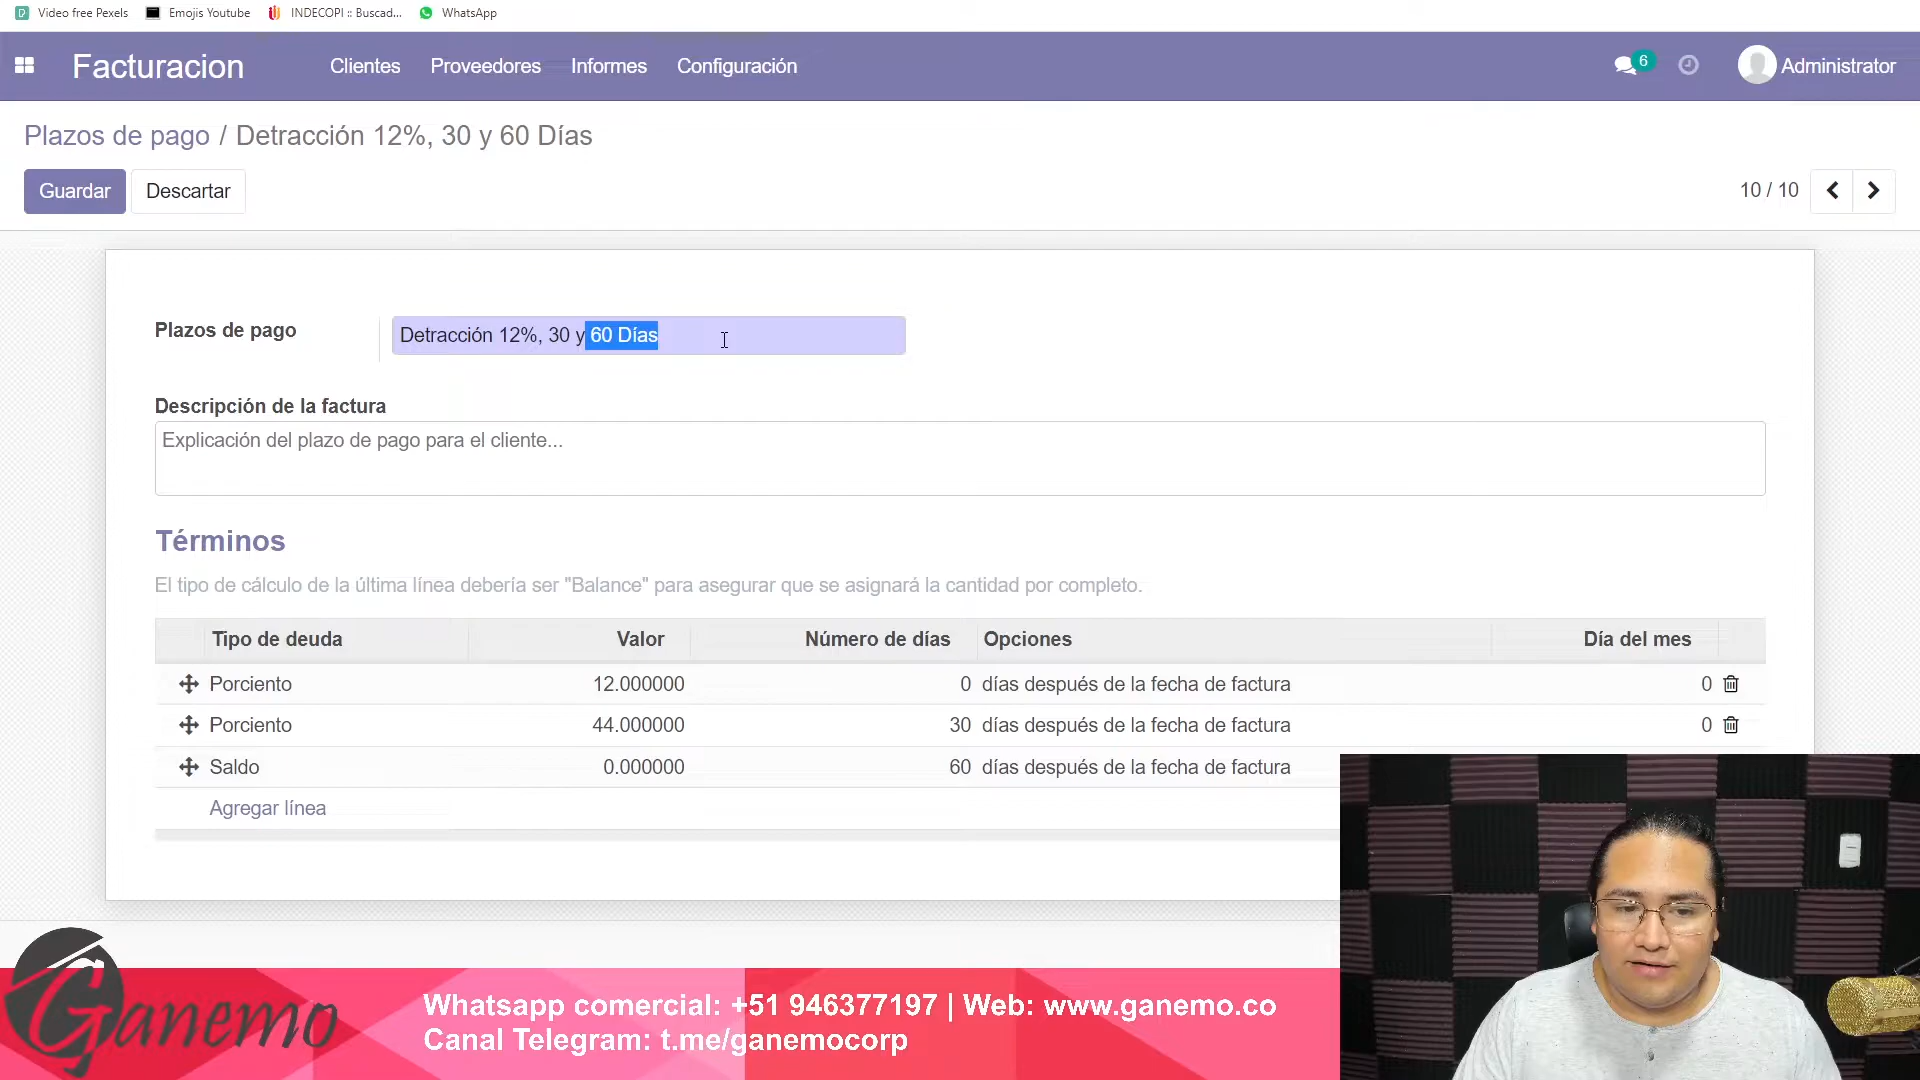 Video free Pexels
Emojis Youtube
INDECOPI :: Buscad...
WhatsApp
Facturacion
Clientes
Proveedores
Informes
Configuración
6
Administrator
Plazos de pago / Detracción 12%, 30 y 60 Días
Guardar
Descartar
10 / 10
Plazos de pago
Detracción 12%, 30 y 60 Días
Descripción de la factura
Explicación del plazo de pago para el cliente...
Términos
El tipo de cálculo de la última línea debería ser "Balance" para asegurar que se asignará la cantidad por completo.
Tipo de deuda Valor Número de días Opciones Día del mes
Porciento 12.000000 0 días después de la fecha de factura 0
Porciento 44.000000 30 días después de la fecha de factura 0
Saldo 0.000000 60 días después de la fecha de factura
Agregar línea
Ganemo
Whatsapp comercial: +51 946377197 | Web: www.ganemo.co
Canal Telegram: t.me/ganemocorp